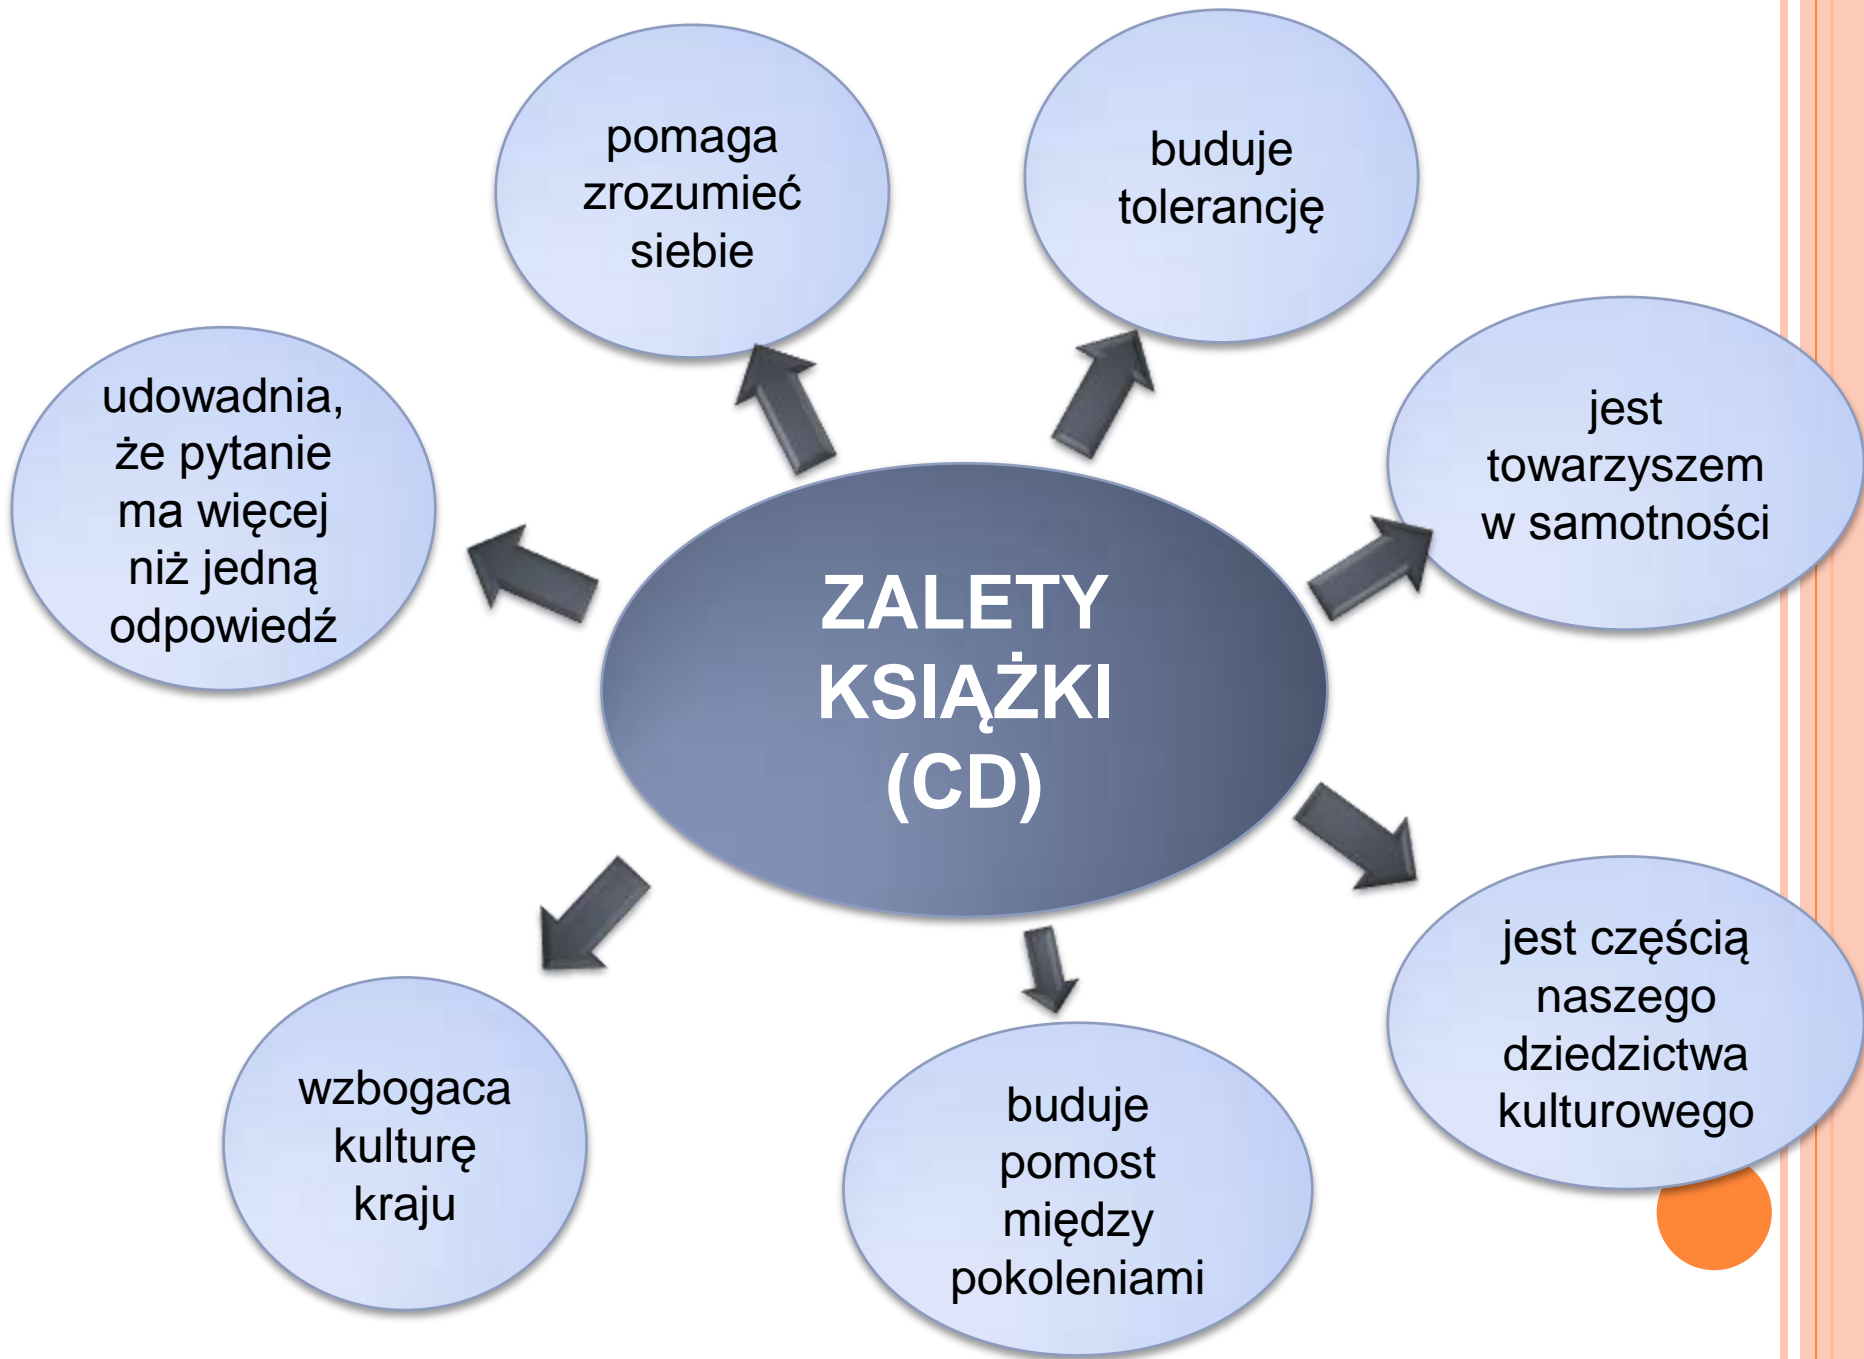 pomaga
zrozumieć
siebie
buduje
tolerancję
udowadnia,
że pytanie
ma więcej
niż jedną
odpowiedź
jest
towarzyszem
w samotności
ZALETY
KSIĄŻKI
(CD)
jest częścią
naszego
dziedzictwa
kulturowego
wzbogaca
kulturę
kraju
buduje
pomost
między
pokoleniami